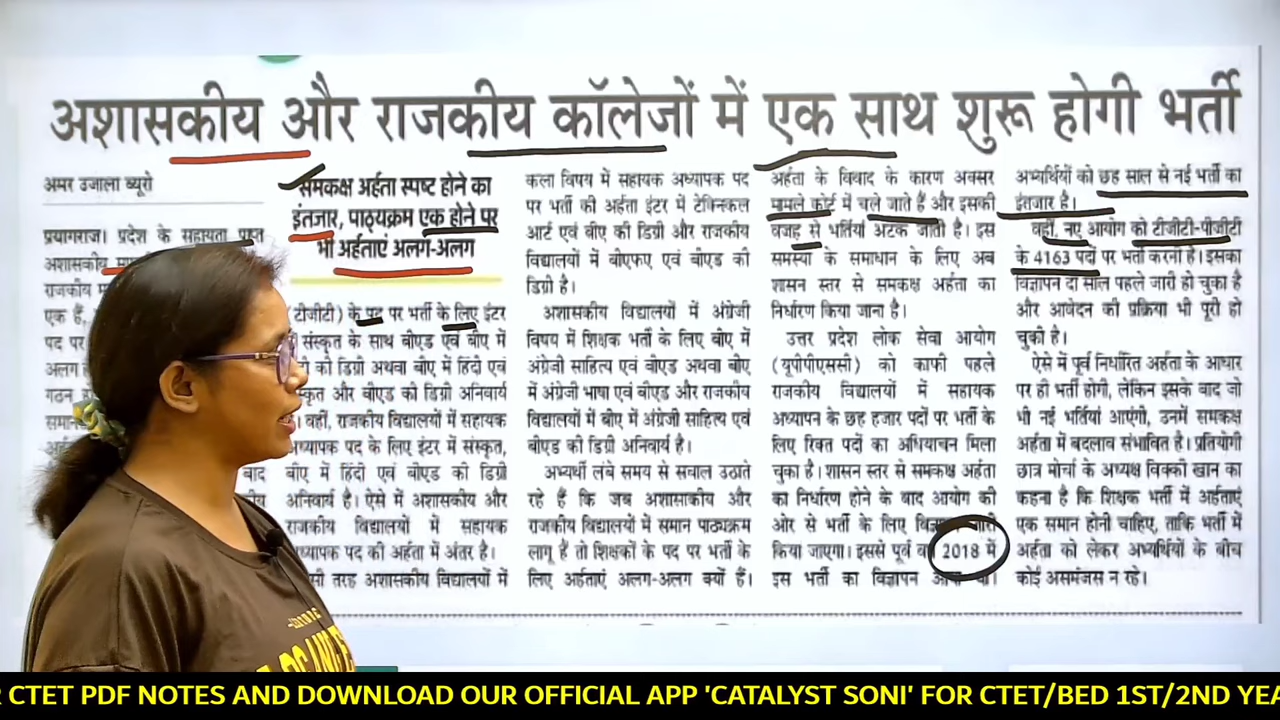 अशासकीय और राजकीय कॉलेजों में एक साथ शुरू होगी भर्ती
अमर उजाला ब्यूरो
प्रयागराज। प्रदेश के सहायता प्राप्त
अशासकीय
राजकीय
एक हैं,
पद पर
अलग
गठन
समान
बाद
समकक्ष अर्हता स्पष्ट होने का
इंतजार, पाठ्यक्रम एक होने पर
भी अर्हताएं अलग-अलग
टीजीटी) के पद पर भर्ती के लिए इंटर
संस्कृत के साथ बीएड एवं बीए में
की डिग्री अथवा बीए में हिंदी एवं
और बीएड की डिग्री अनिवार्य
वहीं, राजकीय विद्यालयों में सहायक
पद के लिए इंटर में संस्कृत,
बीए में हिंदी एवं बीएड की डिग्री
अनिवार्य है। ऐसे में अशासकीय और
राजकीय विद्यालयों में सहायक
पद की अर्हता में अंतर है।
तरह अशासकीय विद्यालयों में
कला विषय में सहायक अध्यापक पद
पर भर्ती की अर्हता इंटर में टेक्निकल
आर्ट एवं बीए की डिग्री और राजकीय
विद्यालयों में बीएफए एवं बीएड की
डिग्री है।
अशासकीय विद्यालयों में अंग्रेजी
विषय में शिक्षक भर्ती के लिए बीए में
अंग्रेजी साहित्य एवं बीएड अथवा बीए
में अंग्रेजी भाषा एवं बीएड और राजकीय
विद्यालयों में बीए में अंग्रेजी साहित्य एवं
बीएड की डिग्री अनिवार्य है।
अभ्यर्थी लंबे समय से सवाल उठाते
रहे हैं कि जब अशासकीय और
राजकीय विद्यालयों में समान पाठ्यक्रम
लागू हैं तो शिक्षकों के पद पर भर्ती के
लिए अर्हताएं अलग-अलग क्यों हैं।
अर्हता के विवाद के कारण अक्सर
मामले कोर्ट में चले जाते हैं और इसकी
वजह से भर्तियां अटक जाती है। इस
समस्या के समाधान के लिए अब
शासन स्तर से समकक्ष अर्हता का
निर्धारण किया जाना है।
उत्तर प्रदेश लोक सेवा आयोग
(यूपीपीएससी) को काफी पहले
राजकीय विद्यालयों में सहायक
अध्यापन के छह हजार पदों पर भर्ती के
लिए रिक्त पदों का अधियाचन मिला
चुका है। शासन स्तर से समकक्ष अर्हता
का निर्धारण होने के बाद आयोग की
ओर से भर्ती के लिए जारी
किया जाएगा। इससे पूर्व 2018 में
इस भर्ती का विज्ञापन
अभ्यर्थियों को छह साल से नई भर्ती का
इंतजार है।
वहीं, नए आयोग को टीजीटी-पीजीटी
के 4163 पदों पर भर्ती करना है। इसका
विज्ञापन दो साल पहले जारी हो चुका है
और आवेदन की प्रक्रिया भी पूरी हो
चुकी है।
ऐसे में पूर्व निर्धारित अर्हता के आधार
पर ही भर्ती होगी, लेकिन इसके बाद जो
भी नई भर्तियां आएंगी, उनमें समकक्ष
अर्हता में बदलाव संभावित है। प्रतियोगी
छात्र मोर्चा के अध्यक्ष विक्की खान का
कहना है कि शिक्षक भर्ती में अर्हताएं
एक समान होनी चाहिए, ताकि भर्ती में
अर्हता को लेकर अभ्यर्थियों के बीच
कोई असमंजस न रहे।
CTET PDF NOTES AND DOWNLOAD OUR OFFICIAL APP 'CATALYST SONI' FOR CTET/BED 1ST/2ND